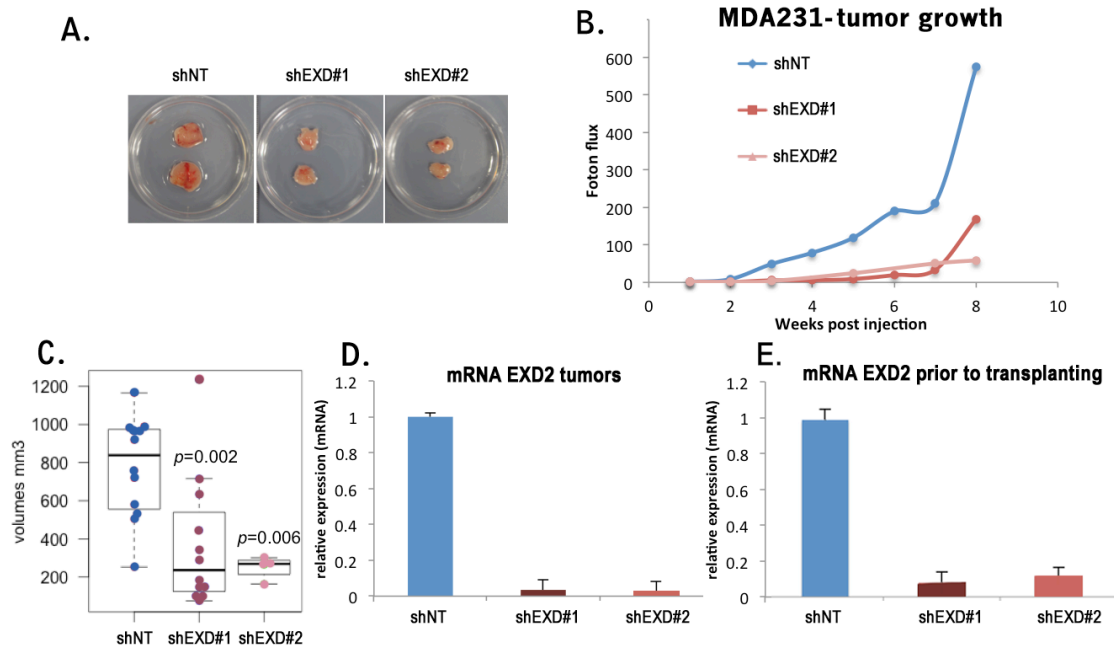 A.
shNT shEXD#1 shEXD#2
B.
MDA231-tumor growth
shNT
shEXD#1
shEXD#2
Foton flux
600
500
400
300
200
100
0
0 2 4 6 8 10
Weeks post injection
C.
volumes mm3
1200
1000
800
600
400
200
p=0.002
p=0.006
shNT shEXD#1 shEXD#2
D.
mRNA EXD2 tumors
relative expression (mRNA)
1.2
1
0.8
0.6
0.4
0.2
0
shNT shEXD#1 shEXD#2
E.
mRNA EXD2 prior to transplanting
relative expression (mRNA)
1.2
1
0.8
0.6
0.4
0.2
0
shNT shEXD#1 shEXD#2